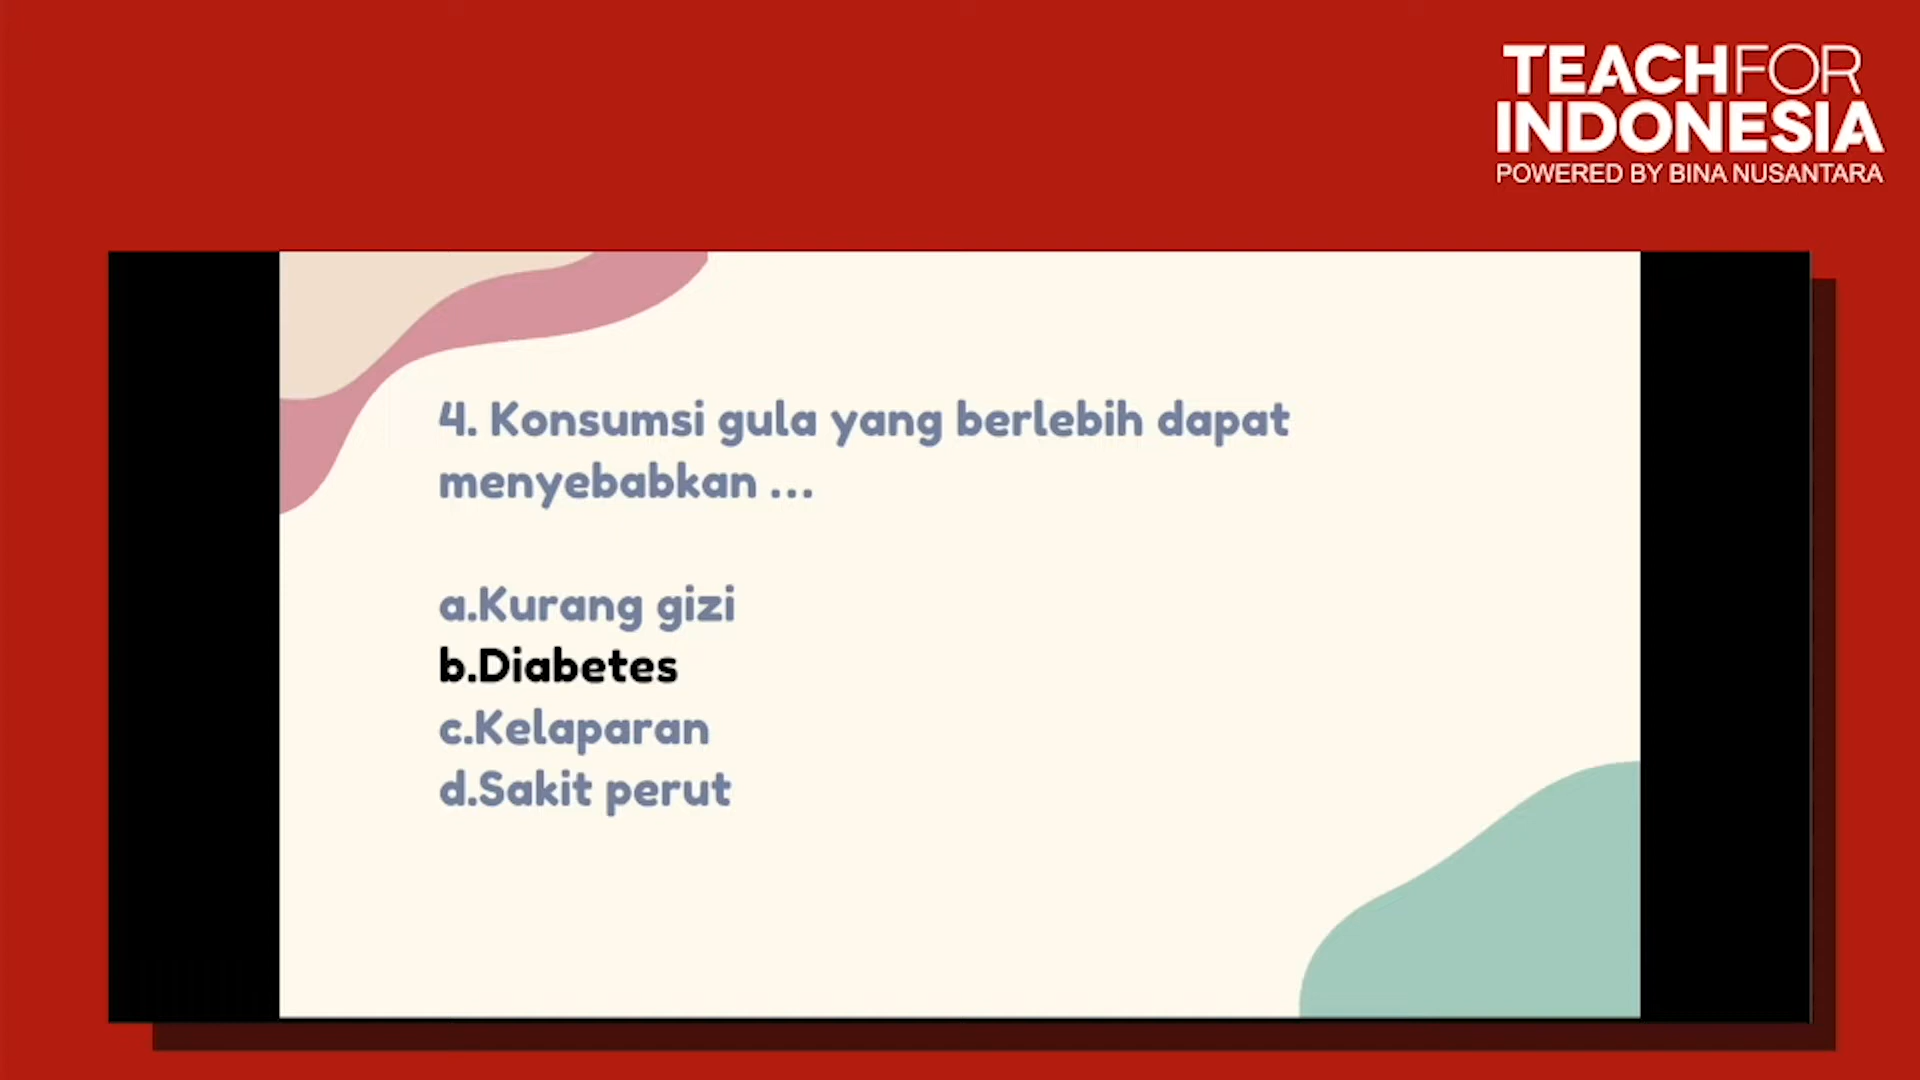 TEACHFOR
INDONESIA
POWERED BY BINA NUSANTARA
4. Konsumsi gula yang berlebih dapat
menyebabkan ...
a.Kurang gizi
b.Diabetes
c.Kelaparan
d.Sakit perut